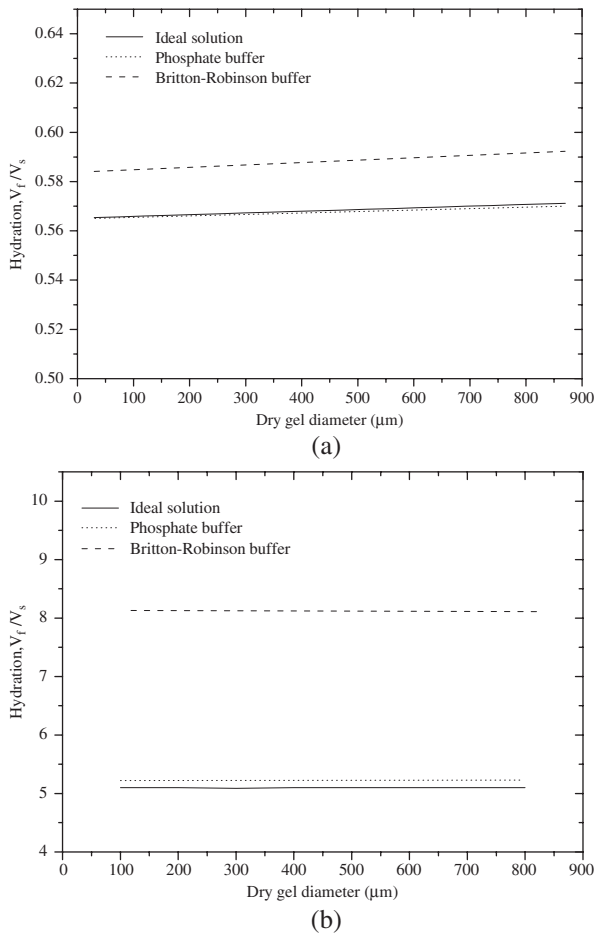 0.64
0.62
0.60
0.58
0.56
0.54
0.52
0.50
Hydration, V_f/V_s
Ideal solution
Phosphate buffer
Britton-Robinson buffer
0 100 200 300 400 500 600 700 800 900
Dry gel diameter (μm)
(a)
10
9
8
7
6
5
4
Hydration, V_f/V_s
Ideal solution
Phosphate buffer
Britton-Robinson buffer
0 100 200 300 400 500 600 700 800 900
Dry gel diameter (μm)
(b)